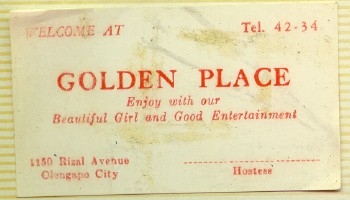 WELCOME AT Tel. 42-34
GOLDEN PLACE
Enjoy with our
Beautiful Girl and Good Entertainment
1150 Rizal Avenue
Olongapo City
Hostess